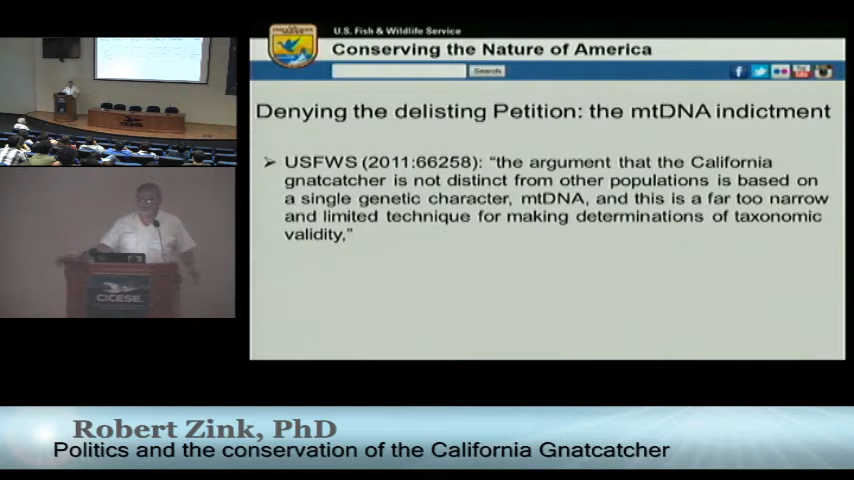 U.S. Fish & Wildlife Service
Conserving the Nature of America
Search
Denying the delisting Petition: the mtDNA indictment
➢ USFWS (2011:66258): "the argument that the California
gnatcatcher is not distinct from other populations is based on
a single genetic character, mtDNA, and this is a far too narrow
and limited technique for making determinations of taxonomic
validity,"
CICESE
Robert Zink, PhD
Politics and the conservation of the California Gnatcatcher